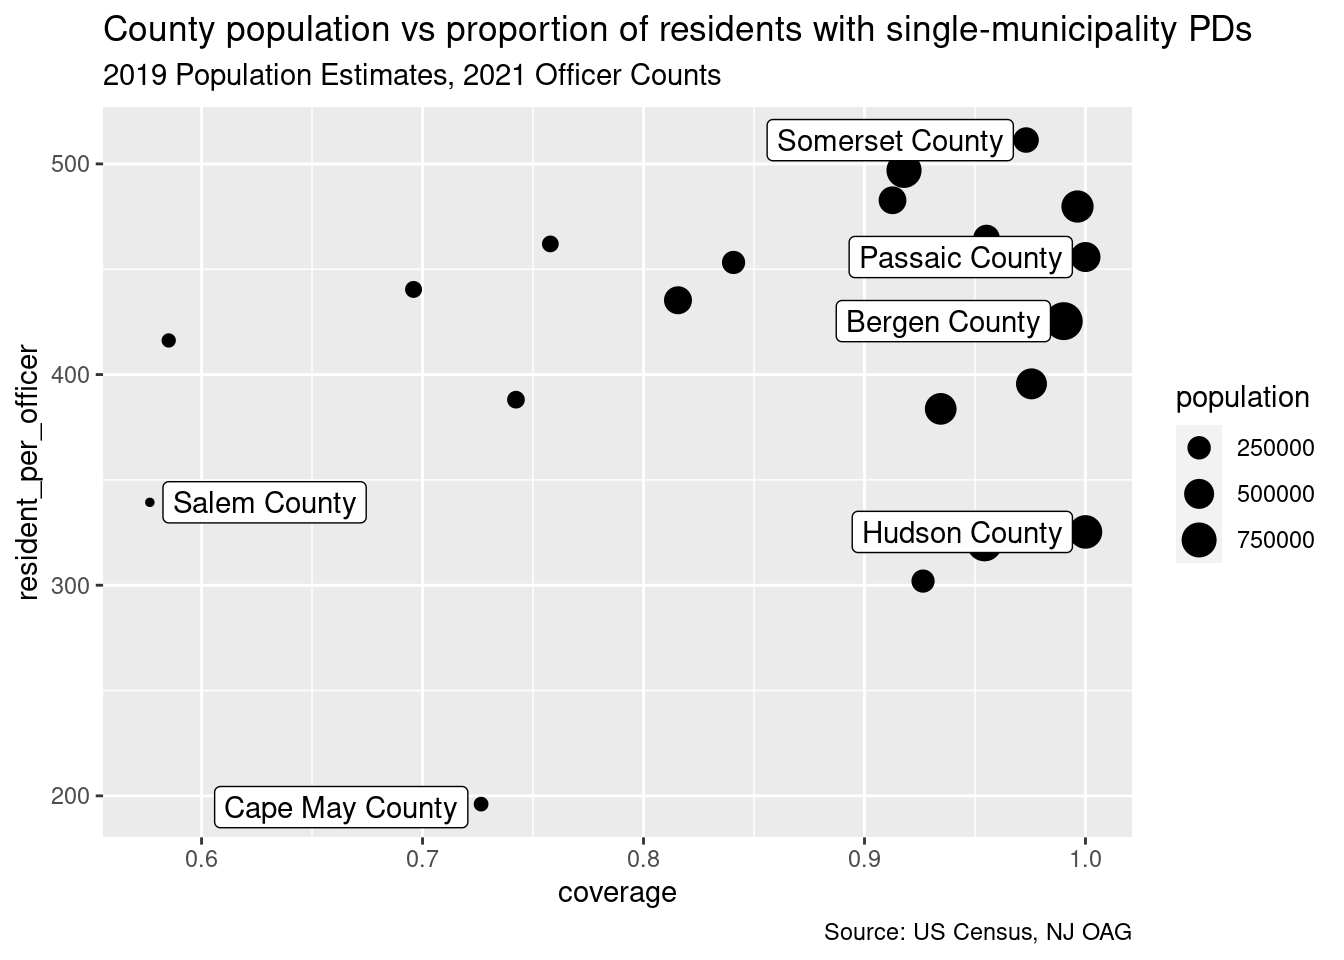 County population vs proportion of residents with single-municipality PDs
2019 Population Estimates, 2021 Officer Counts
Somerset County
Passaic County
Bergen County
Salem County
Hudson County
Cape May County
500
400
300
200
resident_per_officer
0.6 0.7 0.8 0.9 1.0
coverage
population
250000
500000
750000
Source: US Census, NJ OAG